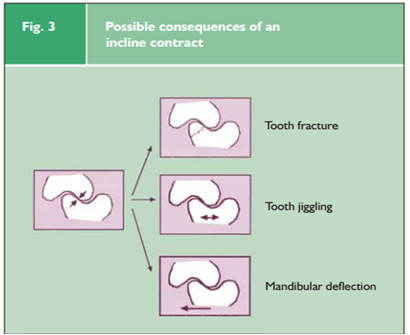 Fig. 3
Possible consequences of an
incline contract
Tooth fracture
Tooth jiggling
Mandibular deflection